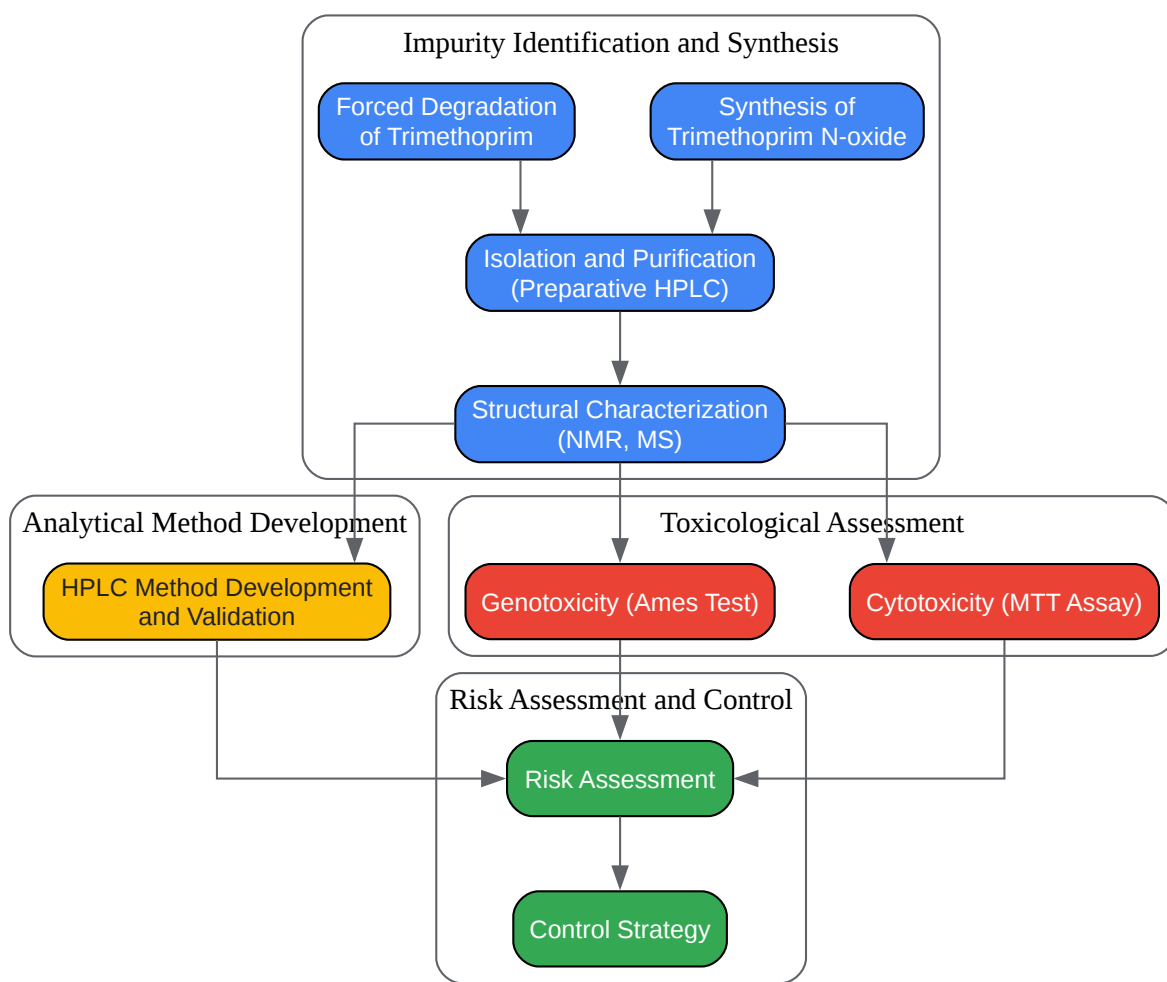 Impurity Identification and Synthesis
Forced Degradation
of Trimethoprim
Synthesis of
Trimethoprim N-oxide
Isolation and Purification
(Preparative HPLC)
Structural Characterization
(NMR, MS)
Analytical Method Development
HPLC Method Development
and Validation
Toxicological Assessment
Genotoxicity (Ames Test)
Cytotoxicity (MTT Assay)
Risk Assessment and Control
Risk Assessment
Control Strategy